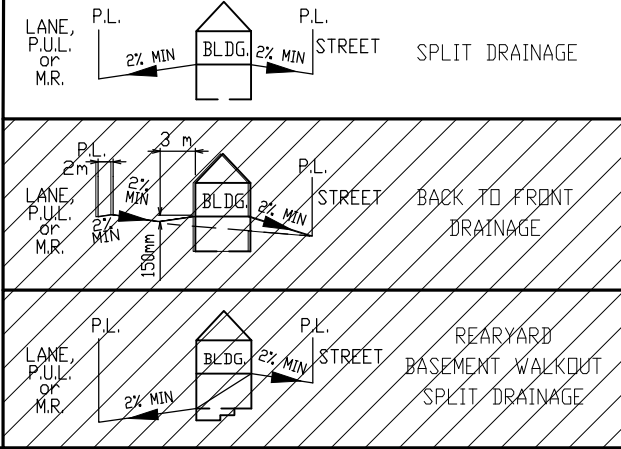 LANE,
P.U.L.
or
M.R.
P.L.
2% MIN
BLDG.
2% MIN
P.L.
STREET
SPLIT DRAINAGE
P.L.
2m
3 m
LANE,
P.U.L.
or
M.R.
2%
MIN
2%
MIN
150mm
BLDG.
2% MIN
P.L.
STREET
BACK TO FRONT
DRAINAGE
LANE,
P.U.L.
or
M.R.
P.L.
2% MIN
BLDG.
2% MIN
P.L.
STREET
REARYARD
BASEMENT WALKOUT
SPLIT DRAINAGE